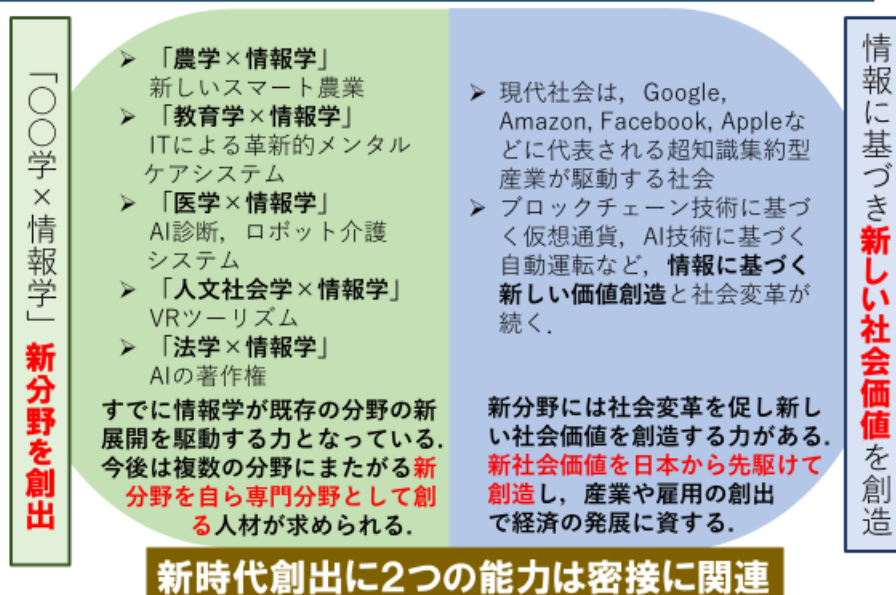 「〇〇学×情報学」新分野を創出
➢ 「農学×情報学」
新しいスマート農業
➢ 「教育学×情報学」
ITによる革新的メンタル
ケアシステム
➢ 「医学×情報学」
AI診断，ロボット介護
システム
➢ 「人文社会学×情報学」
VRツーリズム
➢ 「法学×情報学」
AIの著作権
すでに情報学が既存の分野の新
展開を駆動する力となっている．
今後は複数の分野にまたがる新
分野を自ら専門分野として創
る人材が求められる．
➢ 現代社会は，Google,
Amazon, Facebook, Appleな
どに代表される超知識集約型
産業が駆動する社会
➢ ブロックチェーン技術に基づ
く仮想通貨，AI技術に基づく
自動運転など，情報に基づく
新しい価値創造と社会変革が
続く．
新分野には社会変革を促し新し
い社会価値を創造する力がある．
新社会価値を日本から先駆けて
創造し，産業や雇用の創出
で経済の発展に資する．
情報に基づき新しい社会価値を創造
新時代創出に2つの能力は密接に関連